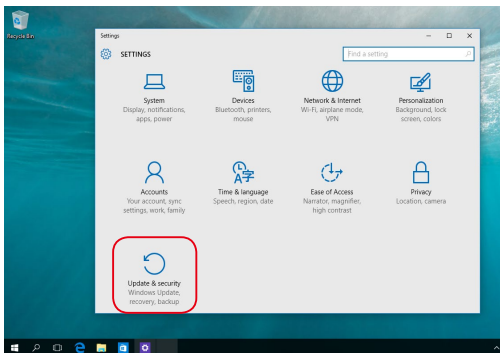 Recycle Bin
Settings
SETTINGS
Find a setting
System
Display, notifications,
apps, power
Devices
Bluetooth, printers,
mouse
Network & Internet
Wi-Fi, airplane mode,
VPN
Personalization
Background, lock
screen, colors
Accounts
Your account, sync
settings, work, family
Time & language
Speech, region, date
Ease of Access
Narrator, magnifier,
high contrast
Privacy
Location, camera
Update & security
Windows Update,
recovery, backup